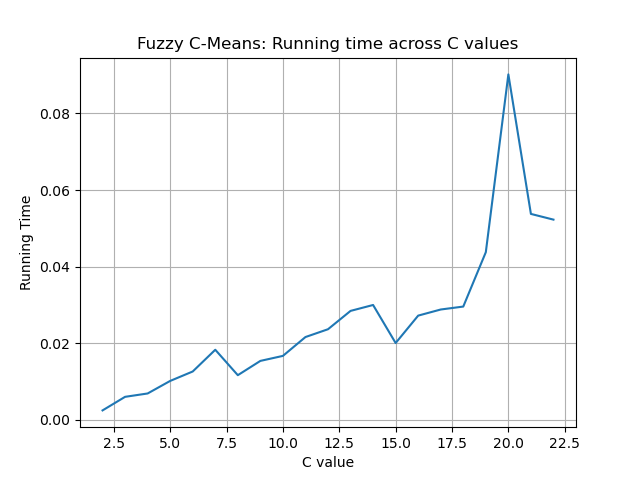 Fuzzy C-Means: Running time across C values
0.08
0.06
0.04
0.02
0.00
Running Time
2.5 5.0 7.5 10.0 12.5 15.0 17.5 20.0 22.5
C value